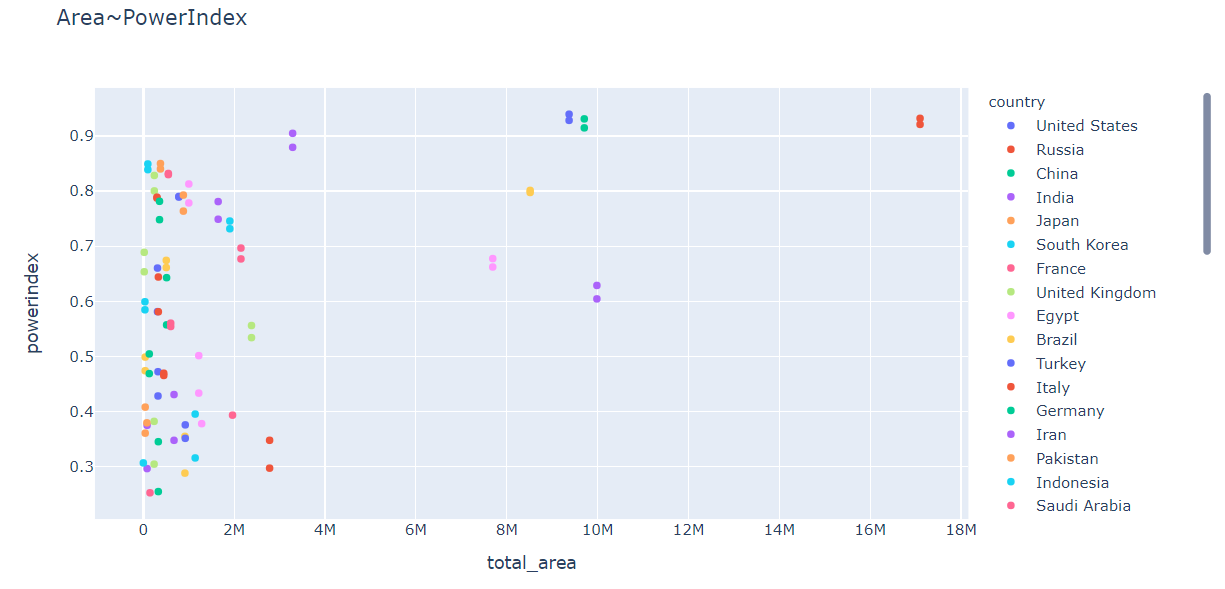 Area~PowerIndex
country
United States
Russia
China
India
Japan
South Korea
France
United Kingdom
Egypt
Brazil
Turkey
Italy
Germany
Iran
Pakistan
Indonesia
Saudi Arabia
powerindex
0.9
0.8
0.7
0.6
0.5
0.4
0.3
0 2M 4M 6M 8M 10M 12M 14M 16M 18M
total_area